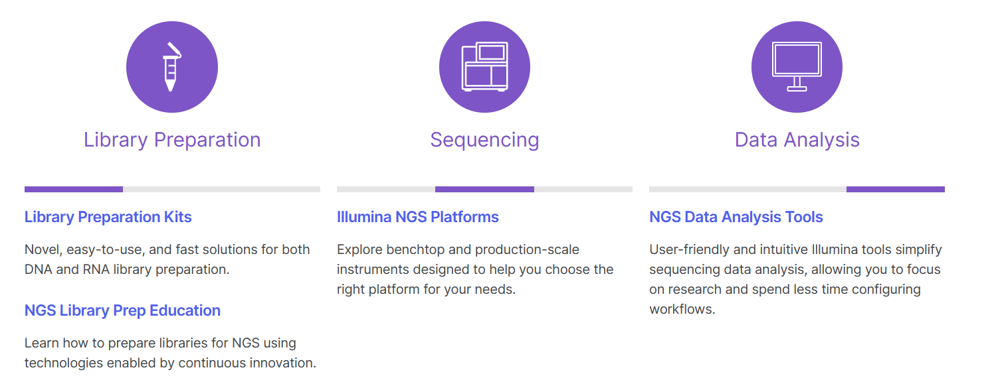 Library Preparation
Sequencing
Data Analysis
Library Preparation Kits
Novel, easy-to-use, and fast solutions for both
DNA and RNA library preparation.
NGS Library Prep Education
Learn how to prepare libraries for NGS using
technologies enabled by continuous innovation.
Illumina NGS Platforms
Explore benchtop and production-scale
instruments designed to help you choose the
right platform for your needs.
NGS Data Analysis Tools
User-friendly and intuitive Illumina tools simplify
sequencing data analysis, allowing you to focus
on research and spend less time configuring
workflows.